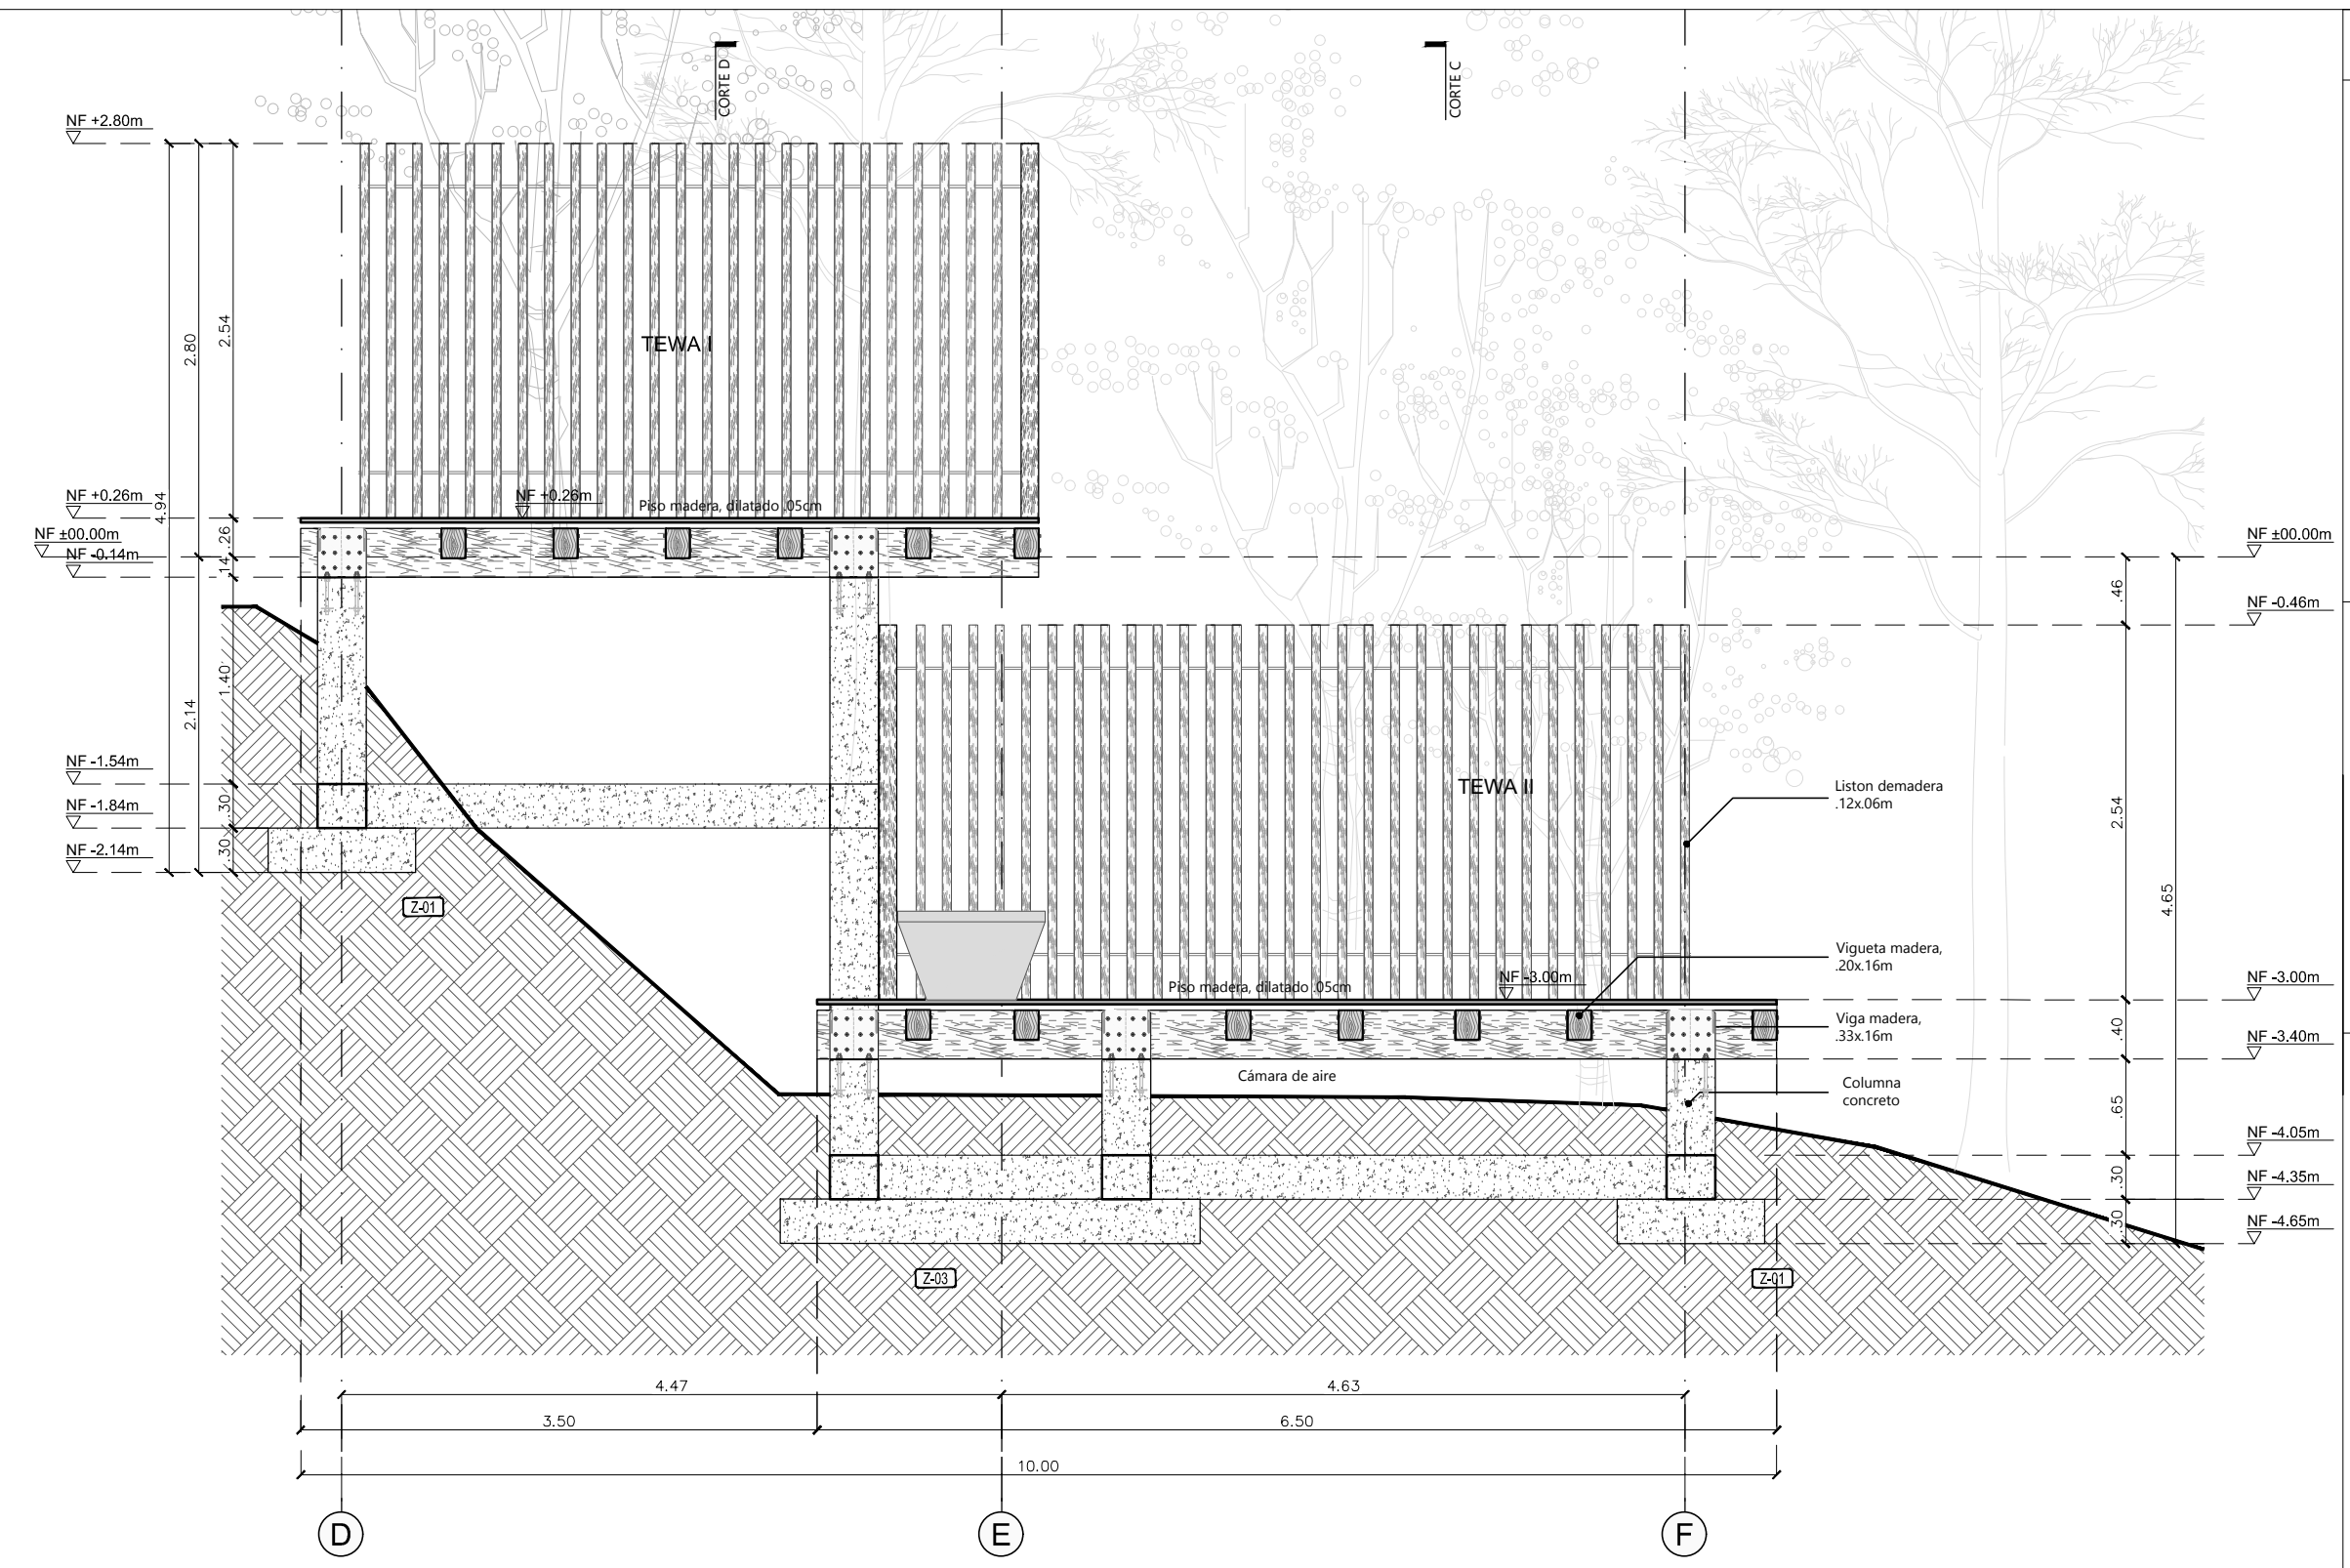 CORTE D
CORTE C
NF +2.80m
2.80
2.54
TEWA I
NF +0.26m
4.94
NF +0.26m
Piso madera, dilatado .05cm
.26
NF ±00.00m
NF -0.14m
.14
NF ±00.00m
.46
NF -0.46m
1.40
2.14
NF -1.54m
.30
NF -1.84m
.30
NF -2.14m
Z-01
TEWA II
Liston demadera
.12x.06m
2.54
4.65
Vigueta madera,
.20x.16m
NF -3.00m
Piso madera, dilatado .05cm
NF -3.00m
Viga madera,
.33x.16m
.40
NF -3.40m
Cámara de aire
Columna
concreto
.65
NF -4.05m
.30
NF -4.35m
.30
NF -4.65m
Z-03
Z-01
4.47
4.63
3.50
6.50
10.00
D
E
F